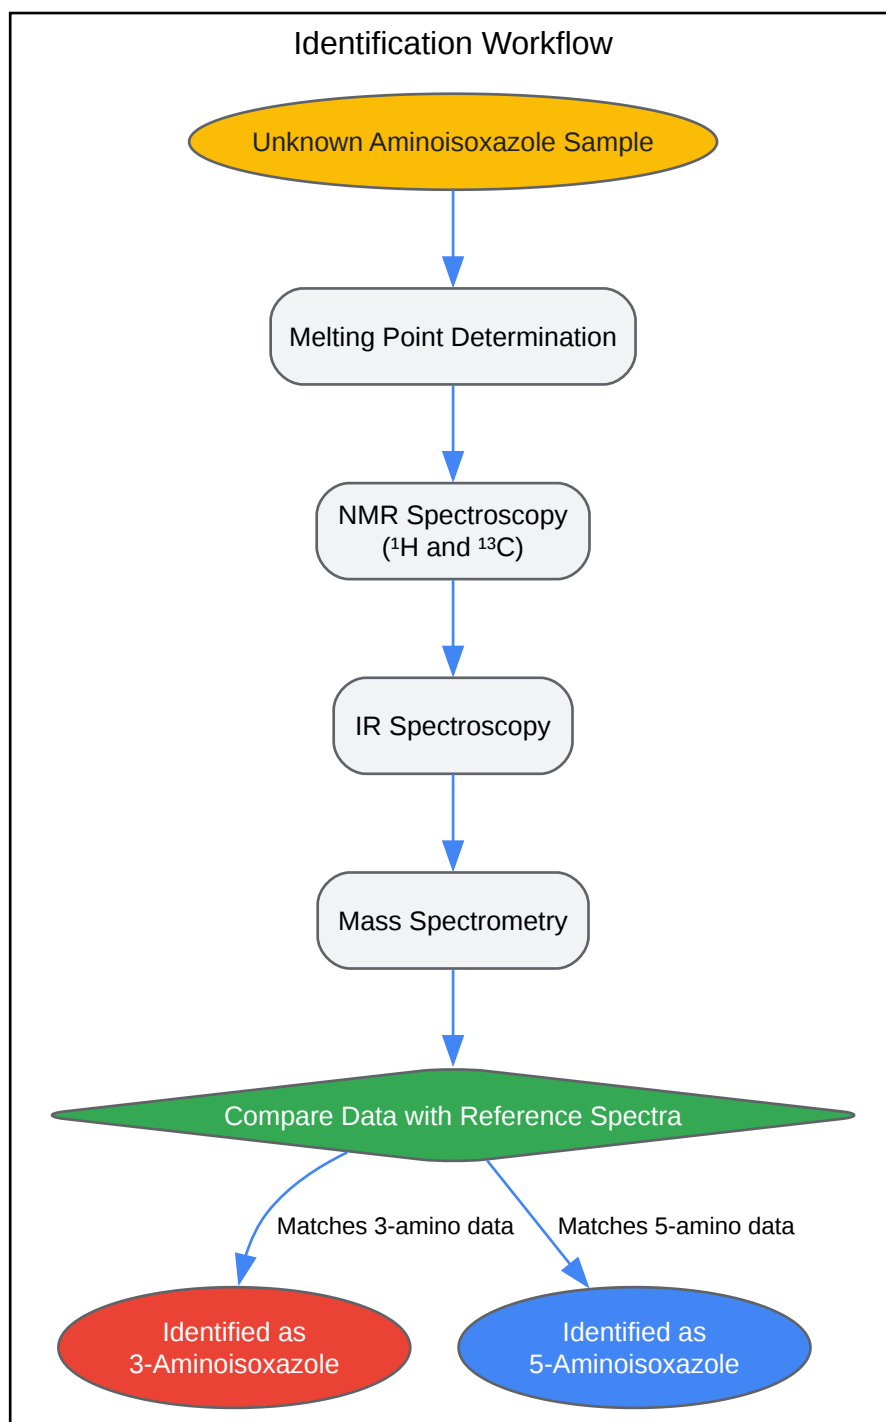 Identification Workflow
Unknown Aminoisoxazole Sample
Melting Point Determination
NMR Spectroscopy
(¹H and ¹³C)
IR Spectroscopy
Mass Spectrometry
Compare Data with Reference Spectra
Matches 3-amino data
Matches 5-amino data
Identified as
3-Aminoisoxazole
Identified as
5-Aminoisoxazole